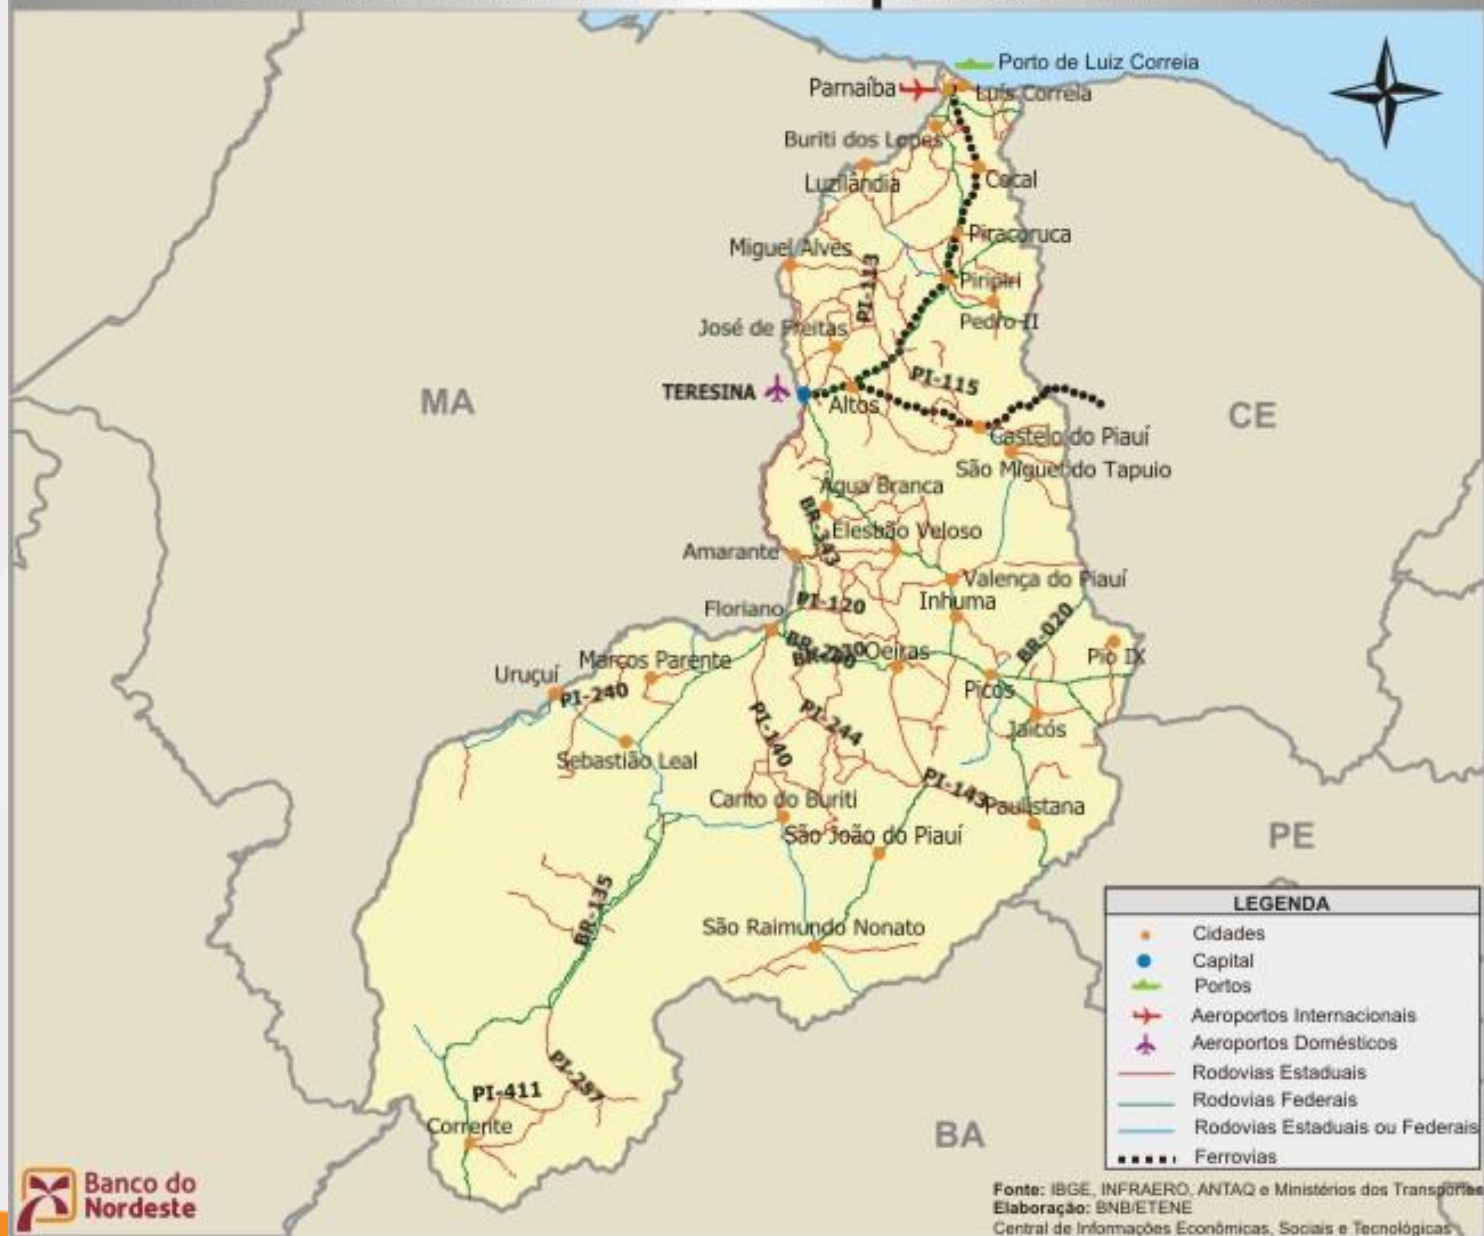 Porto de Luiz Correia
Parnaíba
Luís Correia
Buriti dos Lopes
Luzilândia
Cocal
Piracoruca
Miguel Alves
PI-113
Piripiri
Pedro II
José de Freitas
PI-115
TERESINA
Altos
MA
CE
Castelo do Piauí
São Miguel do Tapuio
Água Branca
BR-343
Elesbão Veloso
Amarante
Valença do Piauí
Inhuma
PI-120
Floriano
BR-020
Oeiras
Pio IX
Marcos Parente
Uruçuí
PI-240
Picos
Jaicós
PI-140
PI-244
Sebastião Leal
PI-143
Canto do Buriti
Paulistana
São João do Piauí
PE
BR-135
São Raimundo Nonato
PI-411
PI-257
Corrente
BA
LEGENDA
Cidades
Capital
Portos
Aeroportos Internacionais
Aeroportos Domésticos
Rodovias Estaduais
Rodovias Federais
Rodovias Estaduais ou Federais
Ferrovias
Banco do
Nordeste
Fonte: IBGE, INFRAERO, ANTAQ e Ministérios dos Transportes
Elaboração: BNB/ETENE
Central de Informações Econômicas, Sociais e Tecnológicas